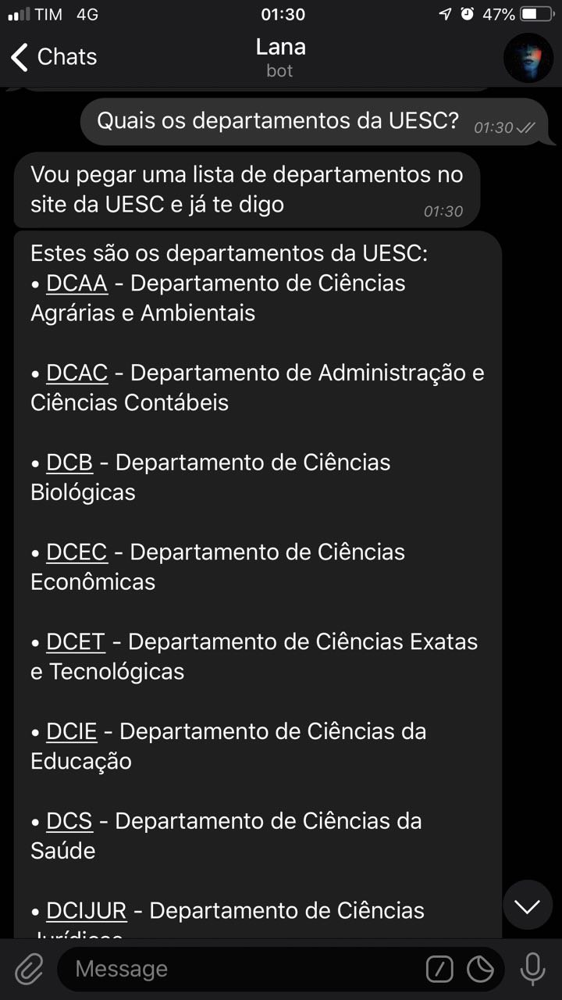 TIM 4G 01:30 47%
Chats
Lana
bot
Quais os departamentos da UESC? 01:30
Vou pegar uma lista de departamentos no
site da UESC e já te digo 01:30
Estes são os departamentos da UESC:
• DCAA - Departamento de Ciências
Agrárias e Ambientais
• DCAC - Departamento de Administração e
Ciências Contábeis
• DCB - Departamento de Ciências
Biológicas
• DCEC - Departamento de Ciências
Econômicas
• DCET - Departamento de Ciências Exatas
e Tecnológicas
• DCIE - Departamento de Ciências da
Educação
• DCS - Departamento de Ciências da
Saúde
• DCIJUR - Departamento de Ciências
Jurídicas
Message